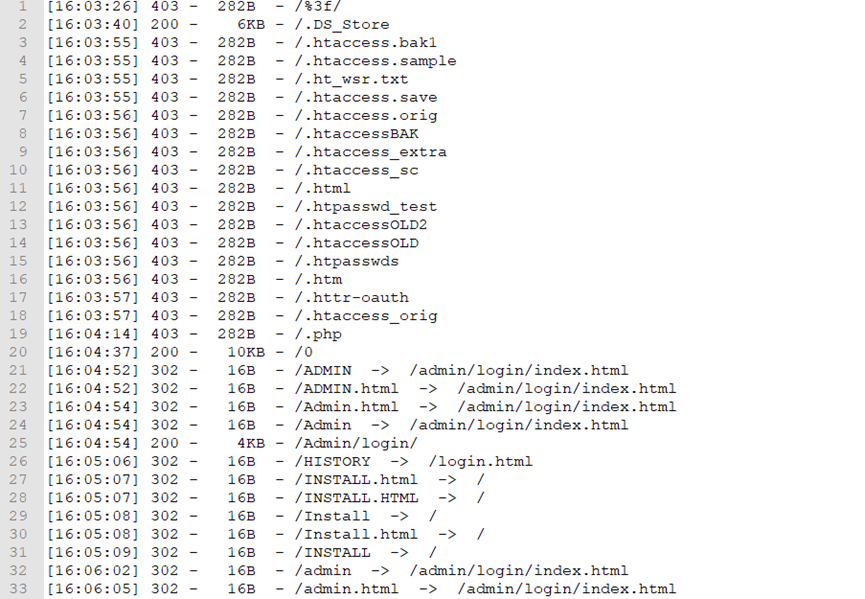 1 [16:03:26] 403 - 282B - /%3f/
2 [16:03:40] 200 - 6KB - /.DS_Store
3 [16:03:55] 403 - 282B - /.htaccess.bak1
4 [16:03:55] 403 - 282B - /.htaccess.sample
5 [16:03:55] 403 - 282B - /.ht_wsr.txt
6 [16:03:55] 403 - 282B - /.htaccess.save
7 [16:03:56] 403 - 282B - /.htaccess.orig
8 [16:03:56] 403 - 282B - /.htaccessBAK
9 [16:03:56] 403 - 282B - /.htaccess_extra
10 [16:03:56] 403 - 282B - /.htaccess_sc
11 [16:03:56] 403 - 282B - /.html
12 [16:03:56] 403 - 282B - /.htpasswd_test
13 [16:03:56] 403 - 282B - /.htaccessOLD2
14 [16:03:56] 403 - 282B - /.htaccessOLD
15 [16:03:56] 403 - 282B - /.htpasswds
16 [16:03:56] 403 - 282B - /.htm
17 [16:03:57] 403 - 282B - /.httr-oauth
18 [16:03:57] 403 - 282B - /.htaccess_orig
19 [16:04:14] 403 - 282B - /.php
20 [16:04:37] 200 - 10KB - /0
21 [16:04:52] 302 - 16B - /ADMIN -> /admin/login/index.html
22 [16:04:52] 302 - 16B - /ADMIN.html -> /admin/login/index.html
23 [16:04:54] 302 - 16B - /Admin.html -> /admin/login/index.html
24 [16:04:54] 302 - 16B - /Admin -> /admin/login/index.html
25 [16:04:54] 200 - 4KB - /Admin/login/
26 [16:05:06] 302 - 16B - /HISTORY -> /login.html
27 [16:05:07] 302 - 16B - /INSTALL.html -> /
28 [16:05:07] 302 - 16B - /INSTALL.HTML -> /
29 [16:05:08] 302 - 16B - /Install -> /
30 [16:05:08] 302 - 16B - /Install.html -> /
31 [16:05:09] 302 - 16B - /INSTALL -> /
32 [16:06:02] 302 - 16B - /admin -> /admin/login/index.html
33 [16:06:05] 302 - 16B - /admin.html -> /admin/login/index.html